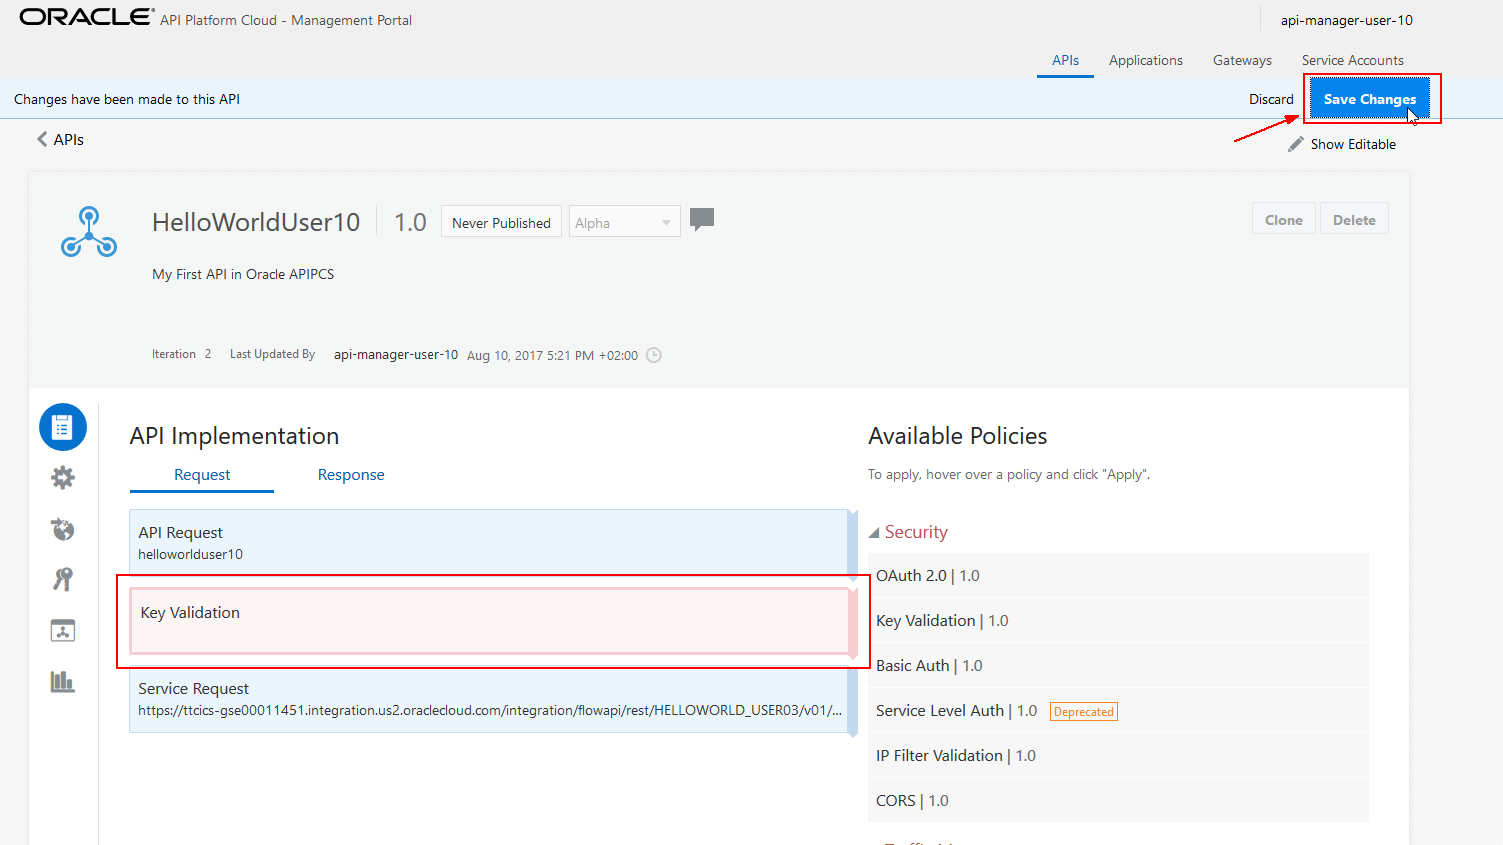 ORACLE API Platform Cloud - Management Portal
api-manager-user-10
APIs Applications Gateways Service Accounts
Changes have been made to this API
Discard Save Changes
APIs
Show Editable
HelloWorldUser10 1.0 Never Published Alpha
Clone Delete
My First API in Oracle APIPCS
Iteration 2 Last Updated By api-manager-user-10 Aug 10, 2017 5:21 PM +02:00
API Implementation
Request Response
API Request
helloworlduser10
Key Validation
Service Request
https://ttcics-gse00011451.integration.us2.oraclecloud.com/integration/flowapi/rest/HELLOWORLD_USER03/v01/...
Available Policies
To apply, hover over a policy and click "Apply".
Security
OAuth 2.0 | 1.0
Key Validation | 1.0
Basic Auth | 1.0
Service Level Auth | 1.0 Deprecated
IP Filter Validation | 1.0
CORS | 1.0